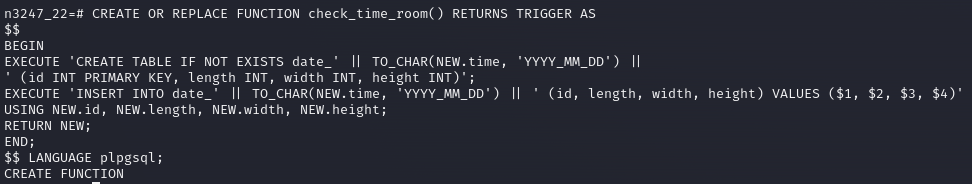 n3247_22=# CREATE OR REPLACE FUNCTION check_time_room() RETURNS TRIGGER AS
$$
BEGIN
EXECUTE 'CREATE TABLE IF NOT EXISTS date_' || TO_CHAR(NEW.time, 'YYYY_MM_DD') ||
' (id INT PRIMARY KEY, length INT, width INT, height INT)';
EXECUTE 'INSERT INTO date_' || TO_CHAR(NEW.time, 'YYYY_MM_DD') || ' (id, length, width, height) VALUES ($1, $2, $3, $4)'
USING NEW.id, NEW.length, NEW.width, NEW.height;
RETURN NEW;
END;
$$ LANGUAGE plpgsql;
CREATE FUNCTION